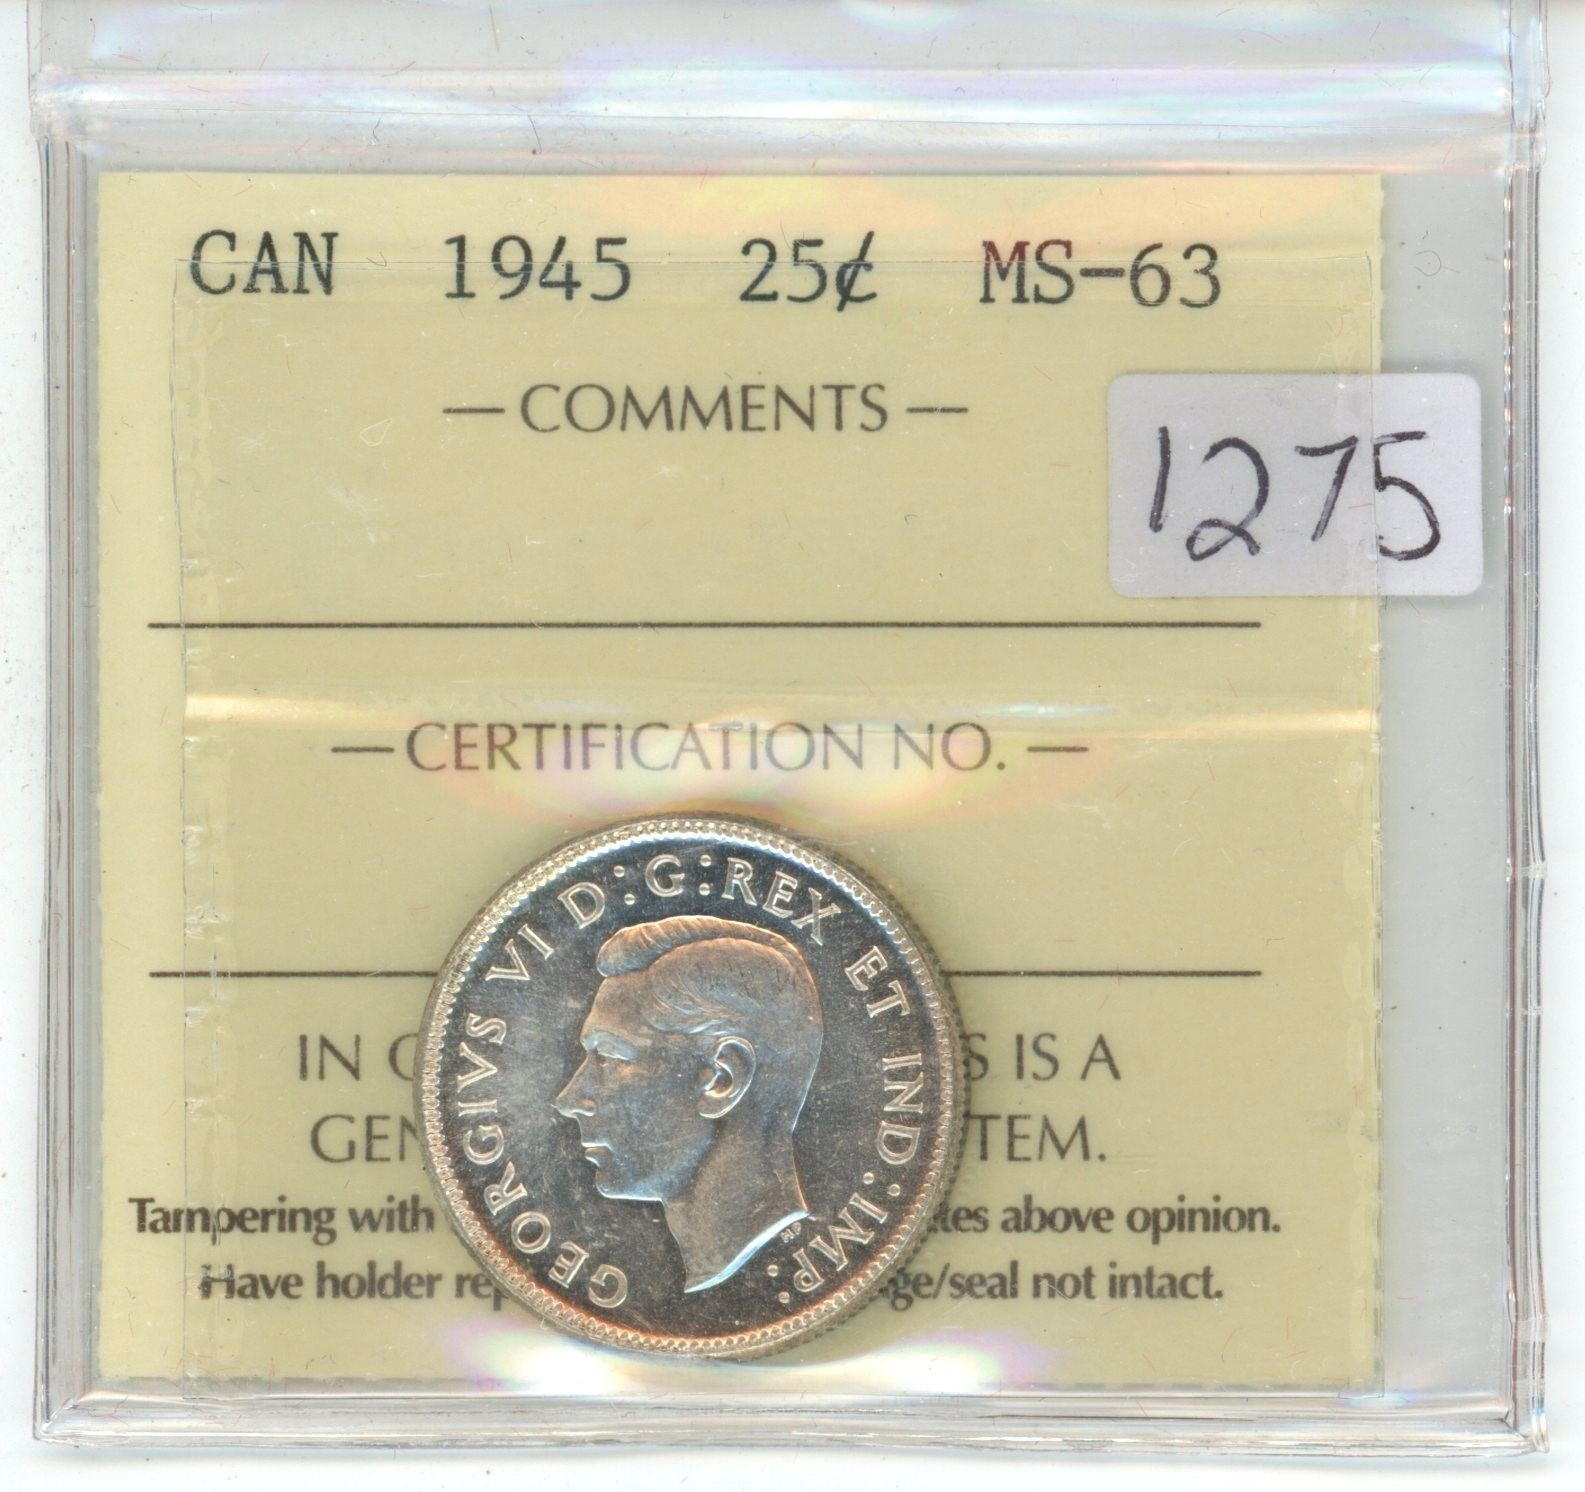 CAN 1945 25¢ MS-63
— COMMENTS —
1275
— CERTIFICATION NO. —
GEORGIVS VI D:G:REX ET IND:IMP:
HP
IN S IS A
GEN TEM.
Tampering with tes above opinion.
Have holder rep ge/seal not intact.